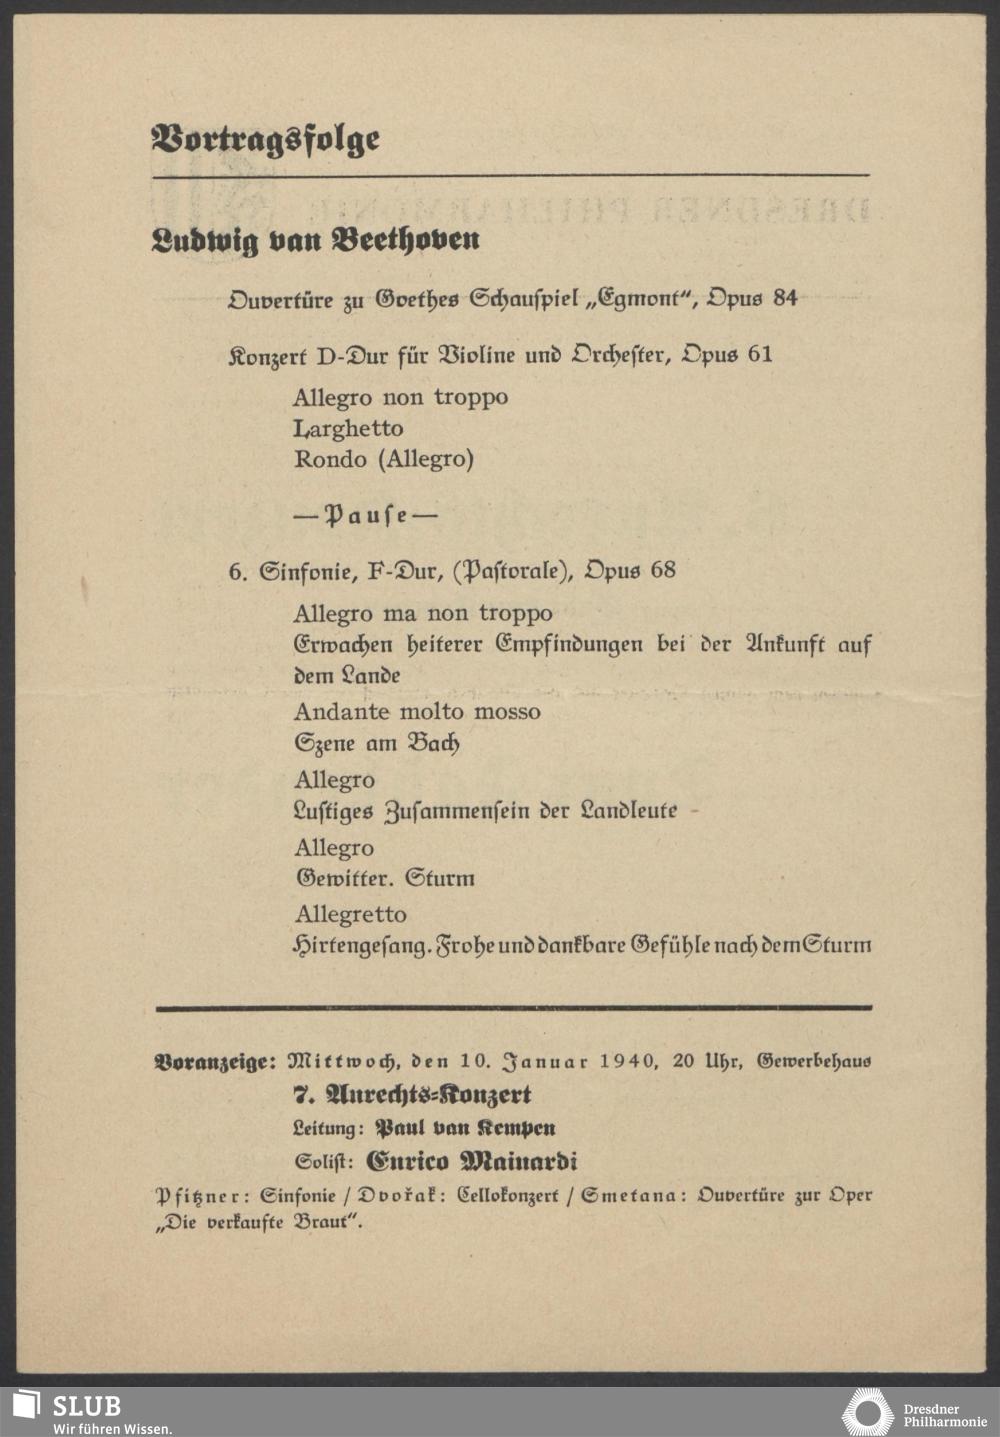 Vortragsfolge
Ludwig van Beethoven
Ouvertüre zu Goethes Schauspiel „Egmont“, Opus 84
Konzert D-Dur für Violine und Orchester, Opus 61
Allegro non troppo
Larghetto
Rondo (Allegro)
— Pause —
6. Sinfonie, F-Dur, (Pastorale), Opus 68
Allegro ma non troppo
Erwachen heiterer Empfindungen bei der Ankunft auf
dem Lande
Andante molto mosso
Szene am Bach
Allegro
Lustiges Zusammensein der Landleute
Allegro
Gewitter. Sturm
Allegretto
Hirtengesang. Frohe und dankbare Gefühle nach dem Sturm
Voranzeige: Mittwoch, den 10. Januar 1940, 20 Uhr, Gewerbehaus
7. Anrechts-Konzert
Leitung: Paul van Kempen
Solist: Enrico Mainardi
Pfitzner: Sinfonie / Dvořak: Cellokonzert / Smetana: Ouvertüre zur Oper
„Die verkaufte Braut“.
SLUB
Wir führen Wissen.
Dresdner
Philharmonie